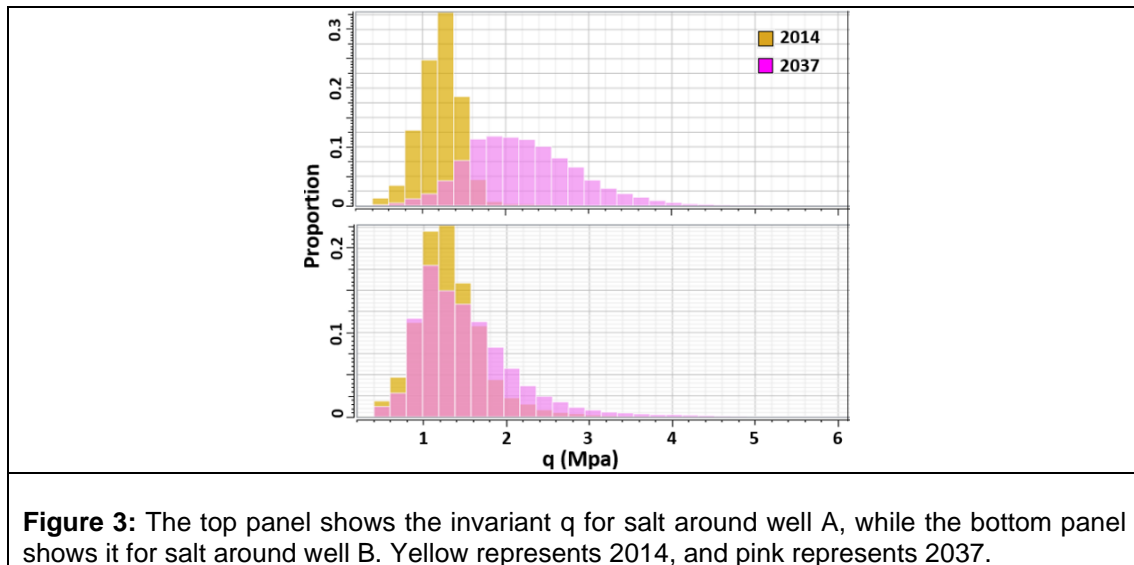 0.3
0.2
0.1
0
2014
2037
Proportion
0.2
0.1
0
1 2 3 4 5 6
q (Mpa)
Figure 3: The top panel shows the invariant q for salt around well A, while the bottom panel
shows it for salt around well B. Yellow represents 2014, and pink represents 2037.